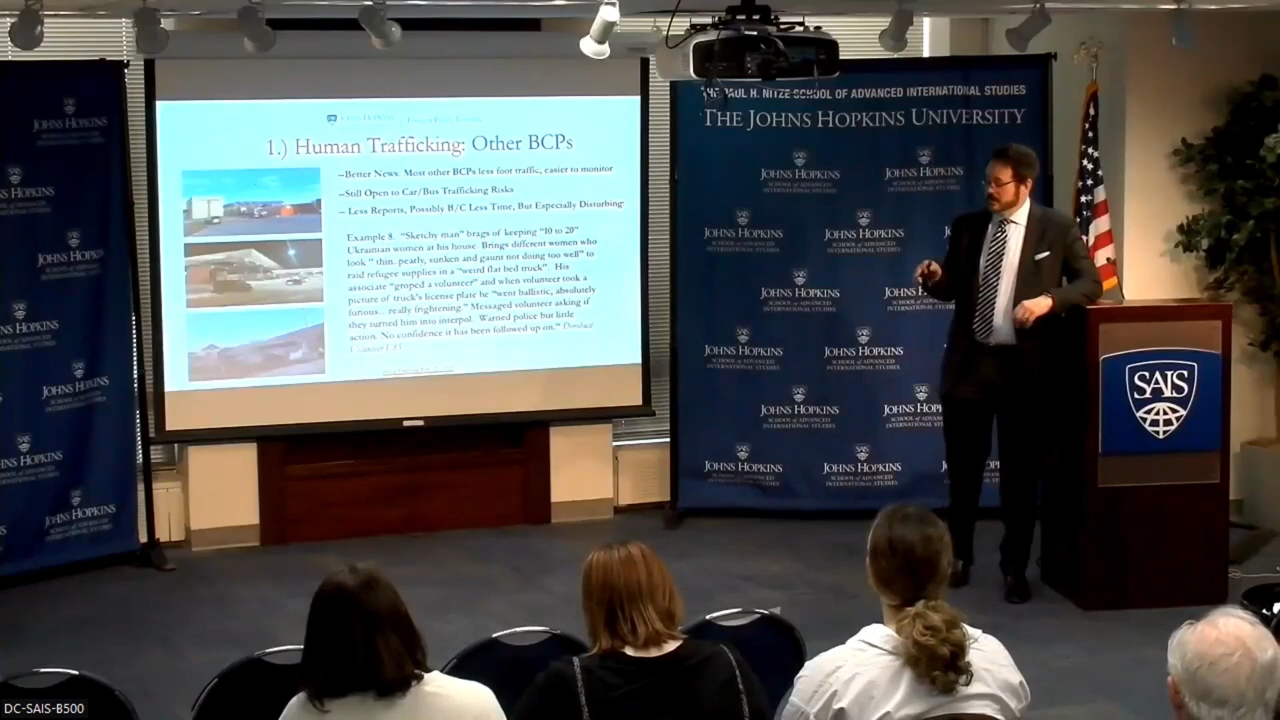 THE PAUL H. NITZE SCHOOL OF ADVANCED INTERNATIONAL STUDIES
THE JOHNS HOPKINS UNIVERSITY
1.) Human Trafficking: Other BCPs
–Better News: Most other BCPs less foot traffic, easier to monitor
–Still Open to Car/Bus Trafficking Risks
– Less Reports, Possibly B/C Less Time, But Especially Disturbing:
Example 8. "Sketchy man" brags of keeping "10 to 20"
Ukrainian women at his house. Brings different women who
look " thin..pearly, sunken and gaunt not doing too well" to
raid refugee supplies in a "weird flat bed truck". His
associate "groped a volunteer" and when volunteer took a
picture of truck's license plate he "went ballistic, absolutely
furious…really frightening." Messaged volunteer asking if
they turned him into interpol. Warned police but little
action. No confidence it has been followed up on."
JOHNS HOPKINS
SCHOOL of ADVANCED
INTERNATIONAL STUDIES
SAIS
DC-SAIS-B500